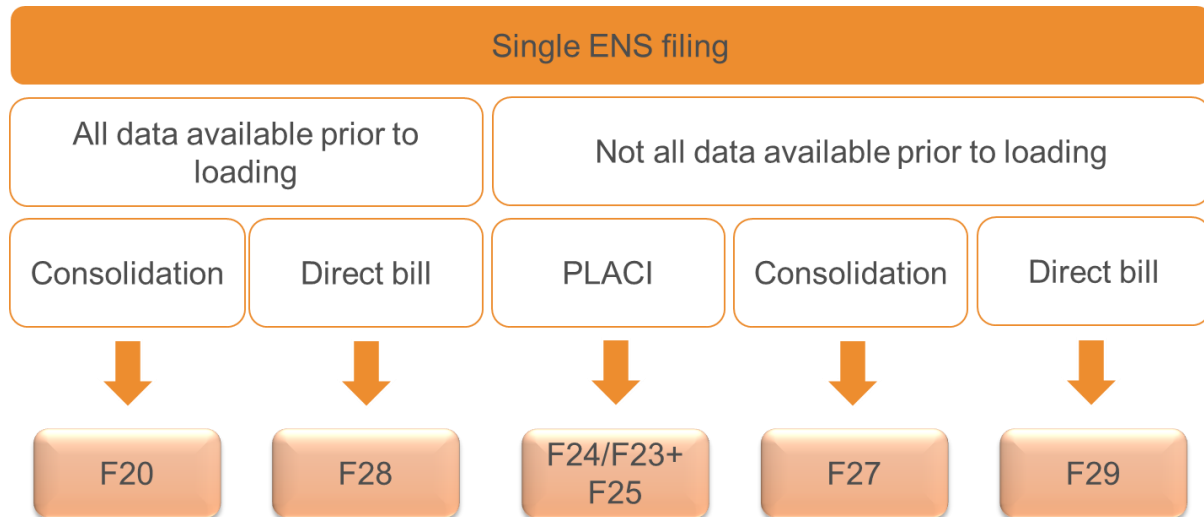 Single ENS filing
All data available prior to
loading
Not all data available prior to loading
Consolidation
Direct bill
PLACI
Consolidation
Direct bill
F20
F28
F24/F23+
F25
F27
F29